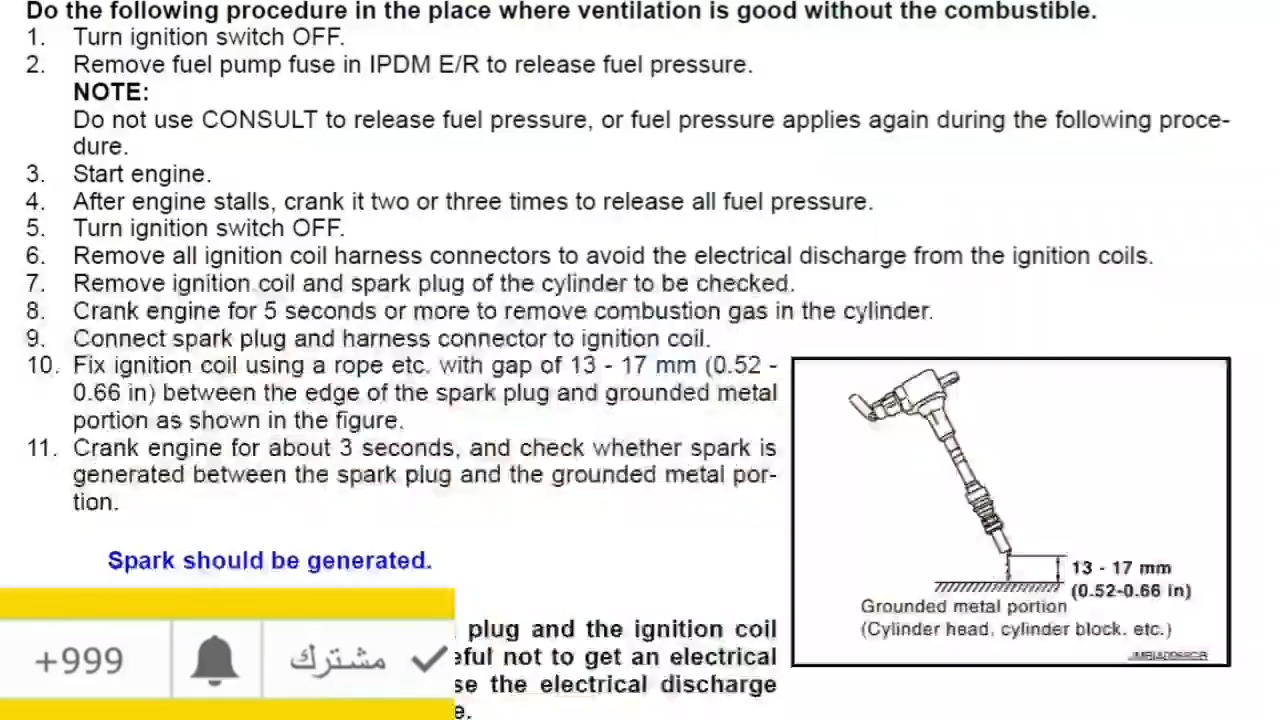 Do the following procedure in the place where ventilation is good without the combustible.
1. Turn ignition switch OFF.
2. Remove fuel pump fuse in IPDM E/R to release fuel pressure.
NOTE:
Do not use CONSULT to release fuel pressure, or fuel pressure applies again during the following proce-
dure.
3. Start engine.
4. After engine stalls, crank it two or three times to release all fuel pressure.
5. Turn ignition switch OFF.
6. Remove all ignition coil harness connectors to avoid the electrical discharge from the ignition coils.
7. Remove ignition coil and spark plug of the cylinder to be checked.
8. Crank engine for 5 seconds or more to remove combustion gas in the cylinder.
9. Connect spark plug and harness connector to ignition coil.
10. Fix ignition coil using a rope etc. with gap of 13 - 17 mm (0.52 -
0.66 in) between the edge of the spark plug and grounded metal
portion as shown in the figure.
11. Crank engine for about 3 seconds, and check whether spark is
generated between the spark plug and the grounded metal por-
tion.
Spark should be generated.
plug and the ignition coil
not to get an electrical
the electrical discharge
+999
مشترك
13 - 17 mm
(0.52-0.66 in)
Grounded metal portion
(Cylinder head, cylinder block, etc.)